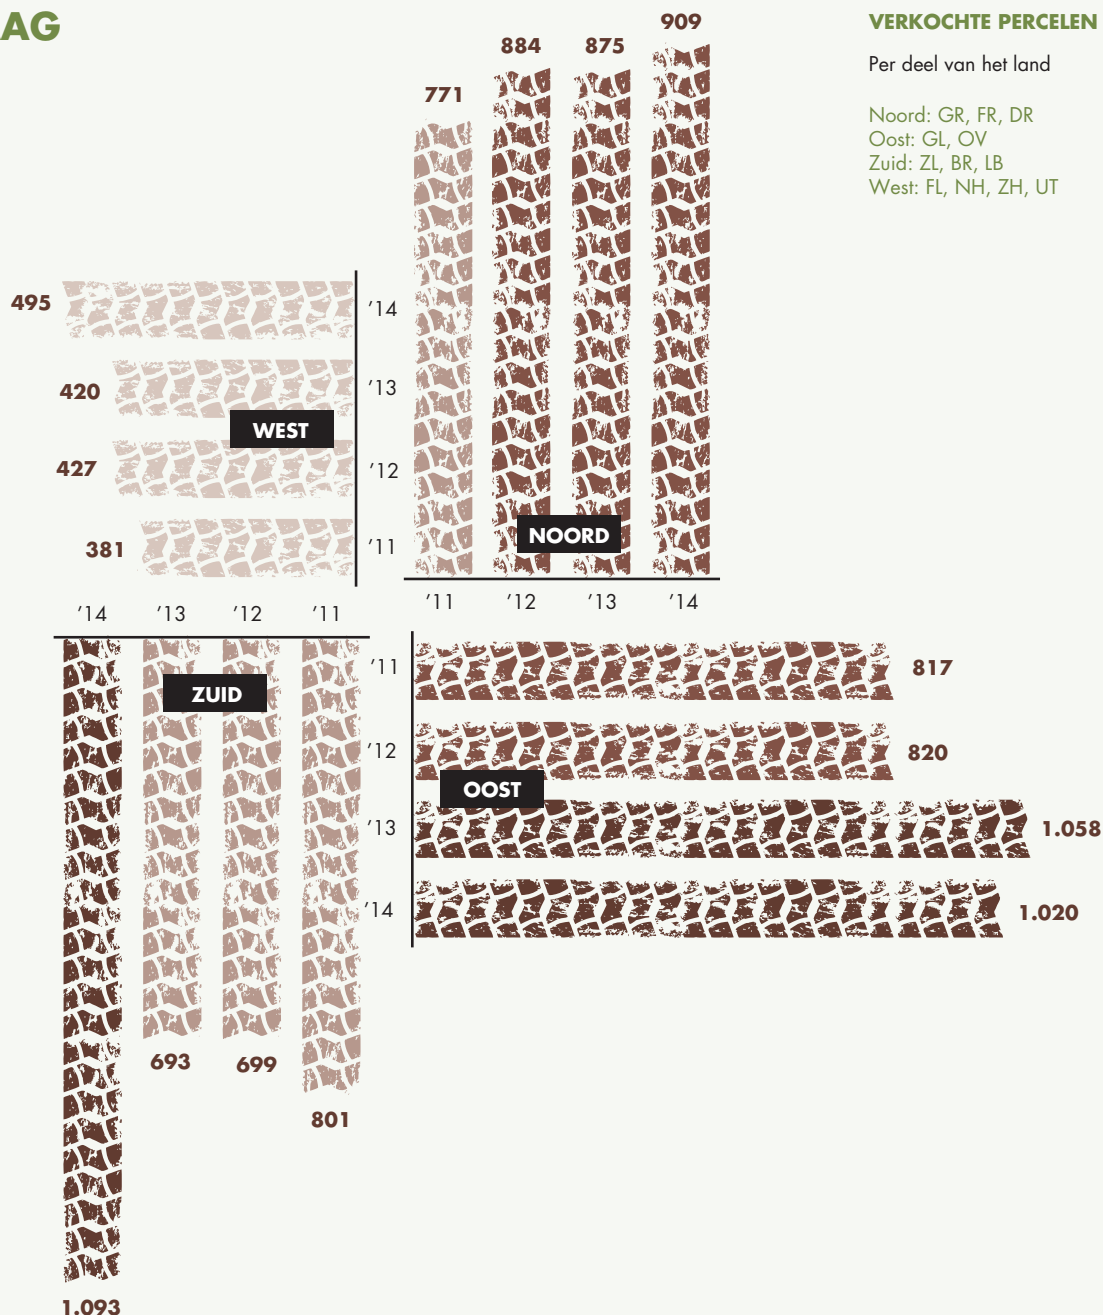 AG
VERKOCHTE PERCELEN
Per deel van het land
Noord: GR, FR, DR
Oost: GL, OV
Zuid: ZL, BR, LB
West: FL, NH, ZH, UT
771
884
875
909
NOORD
’11 ’12 ’13 ’14
495 ’14
420 ’13
WEST
427 ’12
381 ’11
’14 ’13 ’12 ’11
ZUID
693
699
801
1.093
’11 817
’12 820
OOST
’13 1.058
’14 1.020